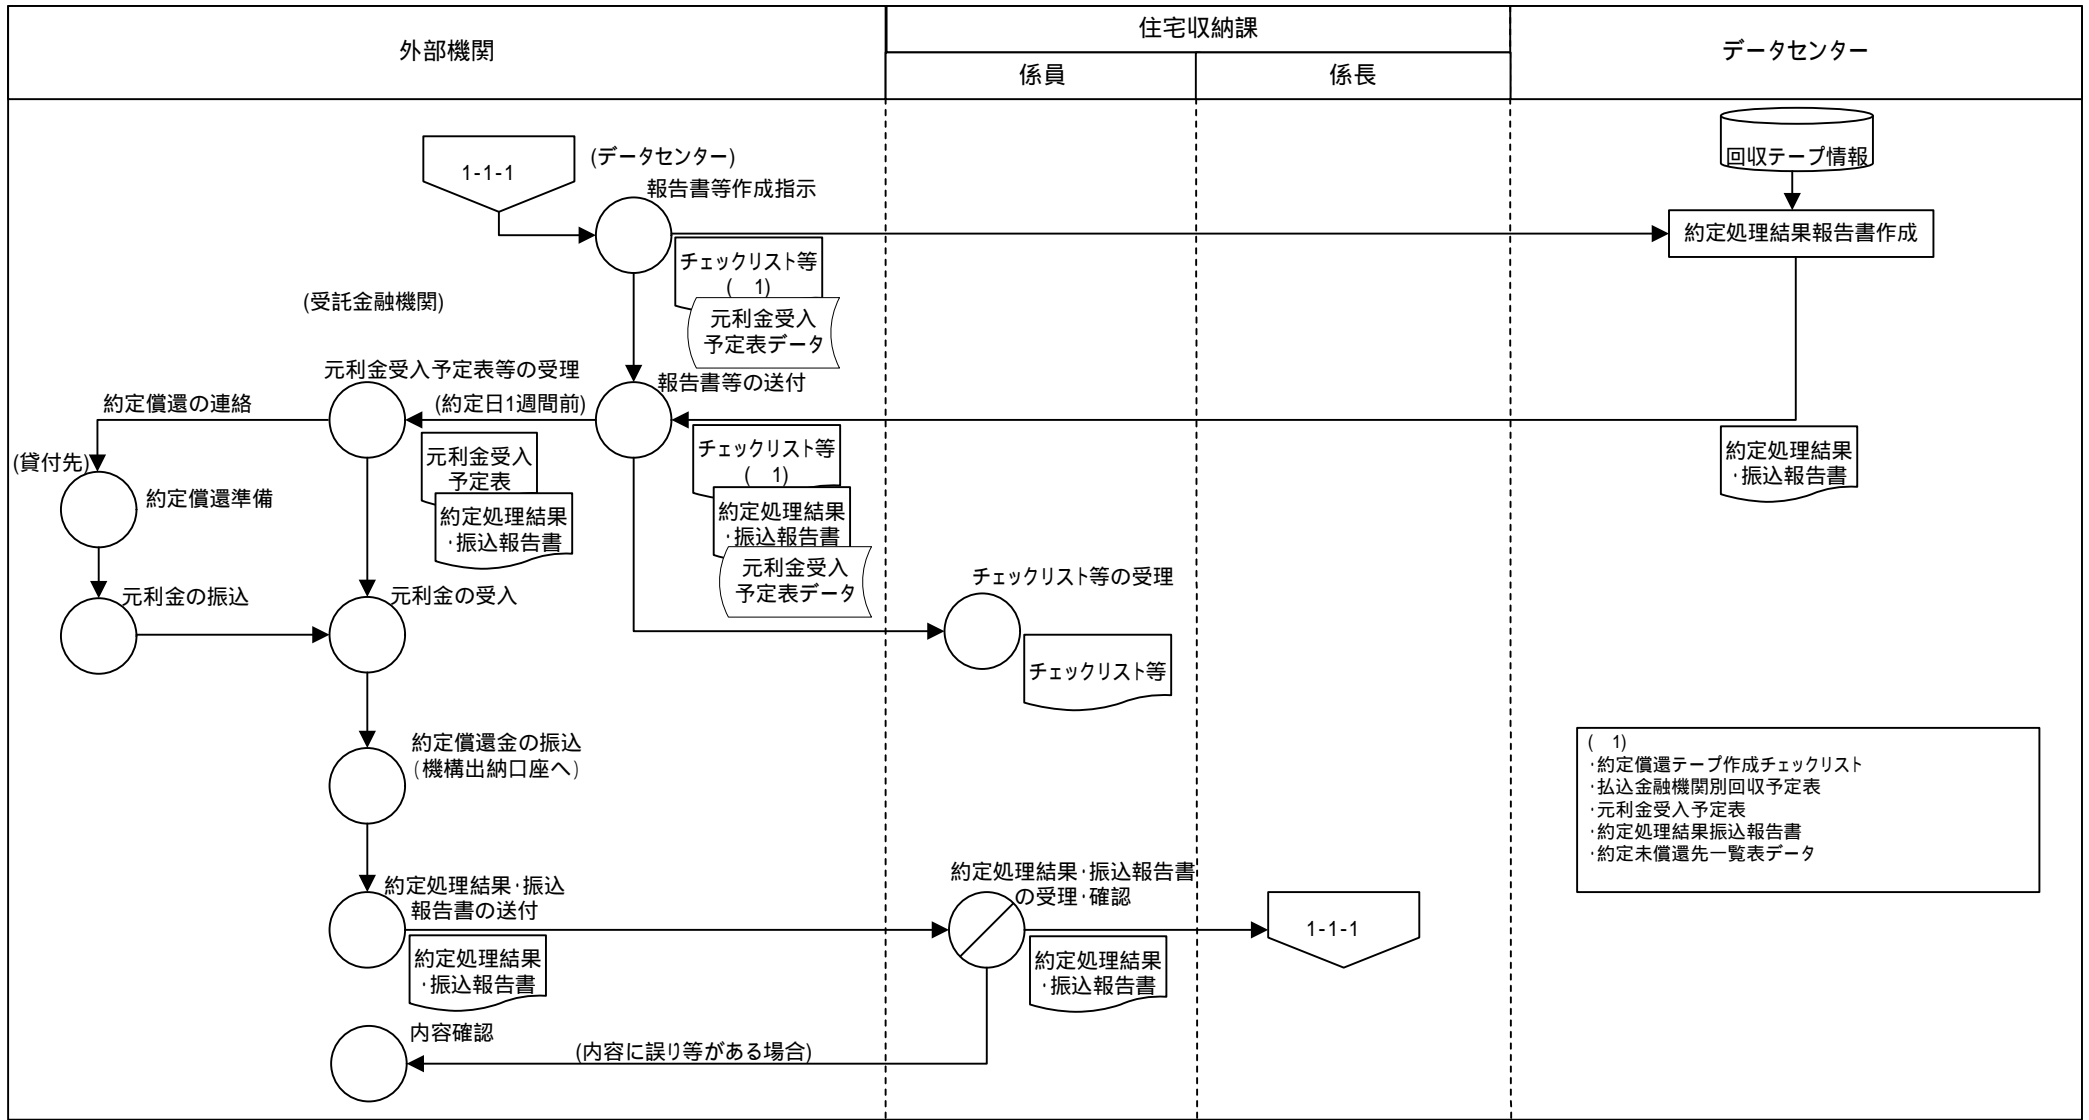 外部機関
住宅収納課
係員
係長
データセンター
1-1-1
(データセンター)
報告書等作成指示
チェックリスト等
( 1)
元利金受入
予定表データ
回収テープ情報
約定処理結果報告書作成
(受託金融機関)
元利金受入予定表等の受理
(約定日1週間前)
報告書等の送付
約定償還の連絡
(貸付先)
約定償還準備
元利金受入
予定表
約定処理結果
・振込報告書
チェックリスト等
( 1)
約定処理結果
・振込報告書
元利金受入
予定表データ
約定処理結果
・振込報告書
元利金の振込
元利金の受入
チェックリスト等の受理
チェックリスト等
約定償還金の振込
(機構出納口座へ)
( 1)
・約定償還テープ作成チェックリスト
・払込金融機関別回収予定表
・元利金受入予定表
・約定処理結果振込報告書
・約定未償還先一覧表データ
約定処理結果・振込
報告書の送付
約定処理結果
・振込報告書
約定処理結果・振込報告書
の受理・確認
約定処理結果
・振込報告書
1-1-1
内容確認
(内容に誤り等がある場合)